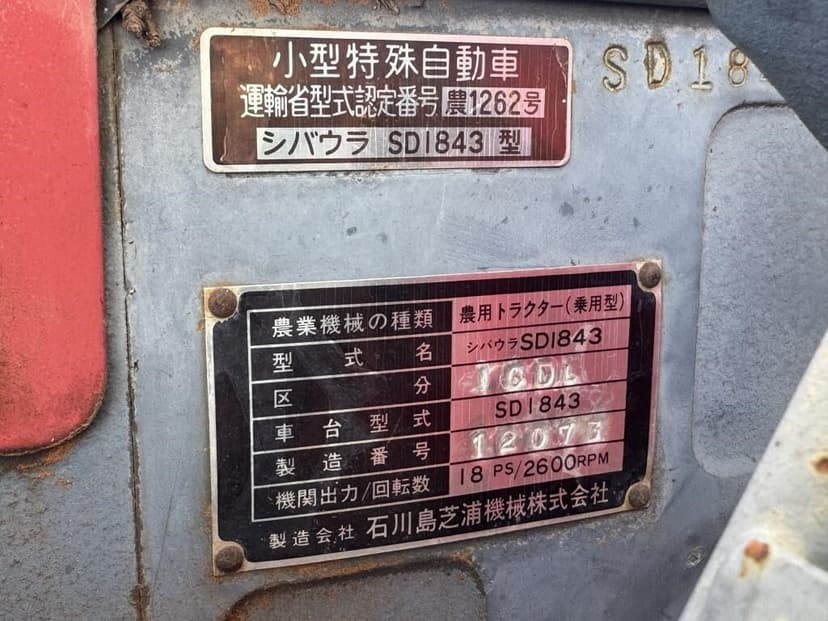 小型特殊自動車
運輸省型式認定番号 農1262号
シバウラ SD1843 型
SD18
農業機械の種類 農用トラクター(乗用型)
型式名 シバウラSD1843
区分
車台型式 SD1843
製造番号 12073
機関出力/回転数 18 PS/2600RPM
製造会社 石川島芝浦機械株式会社